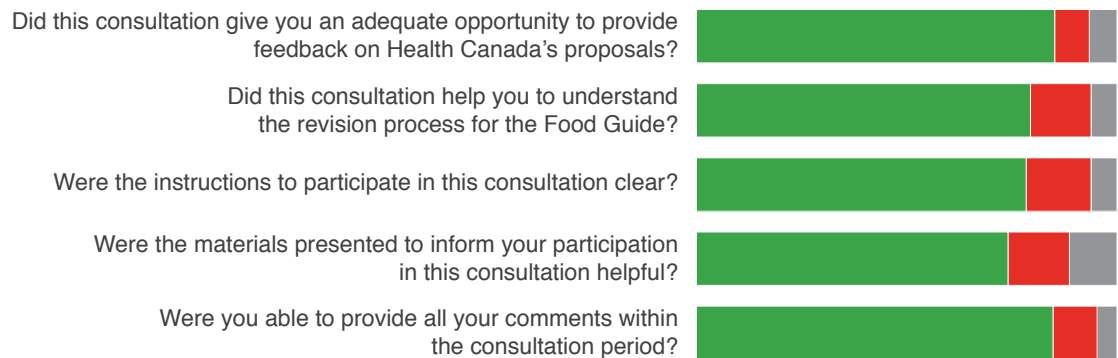 Did this consultation give you an adequate opportunity to provide
feedback on Health Canada’s proposals?
Did this consultation help you to understand
the revision process for the Food Guide?
Were the instructions to participate in this consultation clear?
Were the materials presented to inform your participation
in this consultation helpful?
Were you able to provide all your comments within
the consultation period?